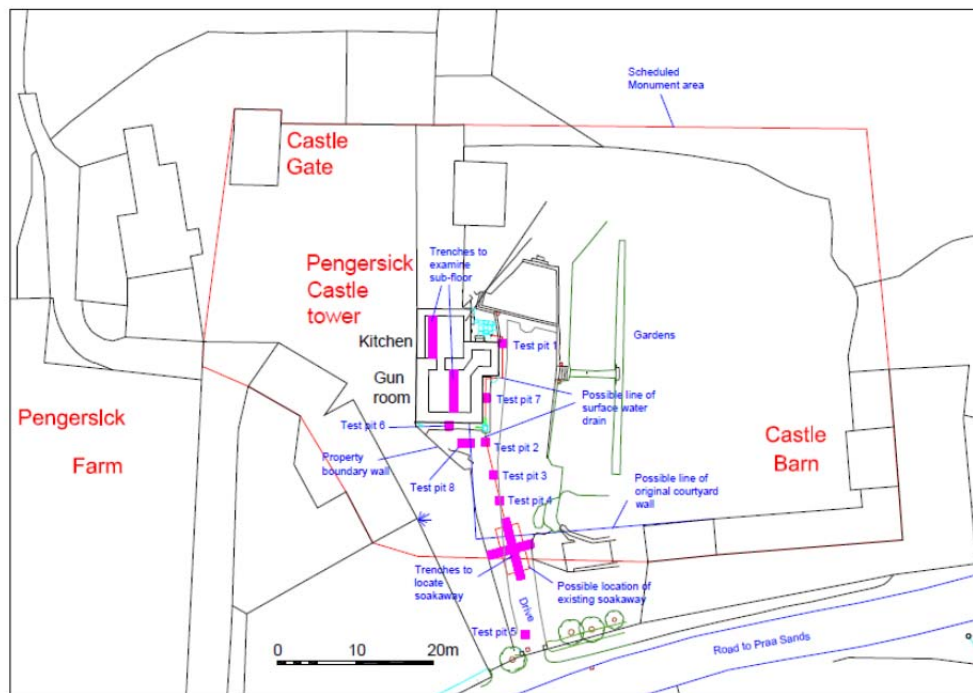 Scheduled
Monument area
Castle
Gate
Trenches to
examine
sub-floor
Pengersick
Castle
tower
Kitchen
Test pit 1
Gardens
Gun
room
Test pit 7
Possible line of
surface water
drain
Test pit 6
Pengersick
Farm
Property
boundary wall
Test pit 2
Castle
Barn
Test pit 3
Test pit 8
Test pit 4
Possible line of
original courtyard
wall
Trenches to
locate
soakaway
Possible location of
existing soakaway
Drive
Test pit 5
Road to Praa Sands
0 10 20m